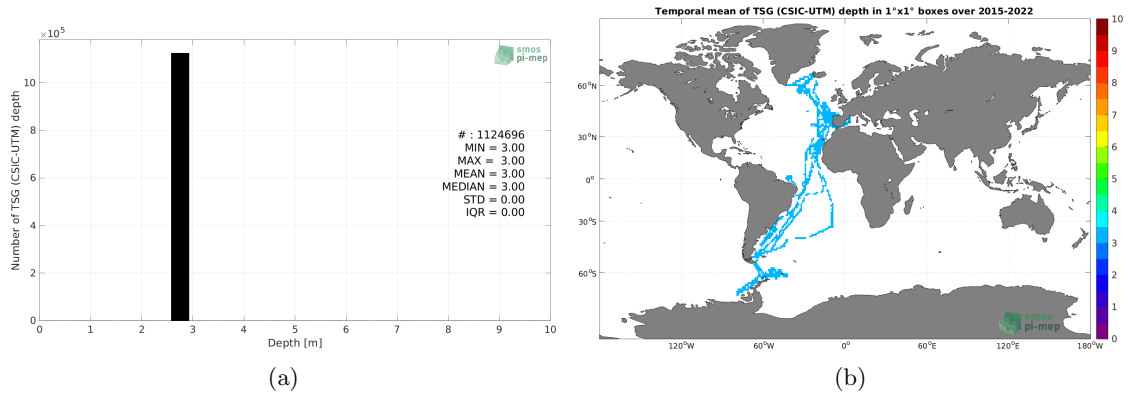 ×10⁵
10
8
6
4
2
0
Number of TSG (CSIC-UTM) depth
smos
pi-mep
# : 1124696
MIN = 3.00
MAX = 3.00
MEAN = 3.00
MEDIAN = 3.00
STD = 0.00
IQR = 0.00
0 1 2 3 4 5 6 7 8 9 10
Depth [m]
(a)
Temporal mean of TSG (CSIC-UTM) depth in 1°x1° boxes over 2015-2022
60°N
30°N
0°
30°S
60°S
120°W 60°W 0° 60°E 120°E 180°W
smos
pi-mep
10
9
8
7
6
5
4
3
2
1
0
(b)